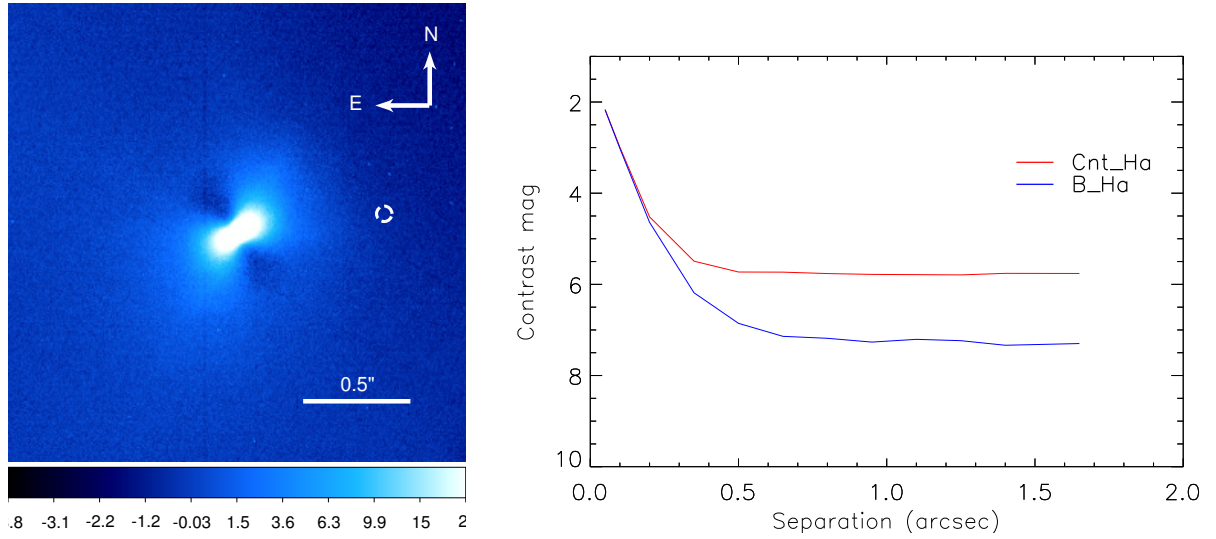 N
E
0.5"
.8 -3.1 -2.2 -1.2 -0.03 1.5 3.6 6.3 9.9 15 2
Contrast mag
2
4
6
8
10
Cnt_Ha
B_Ha
0.0 0.5 1.0 1.5 2.0
Separation (arcsec)